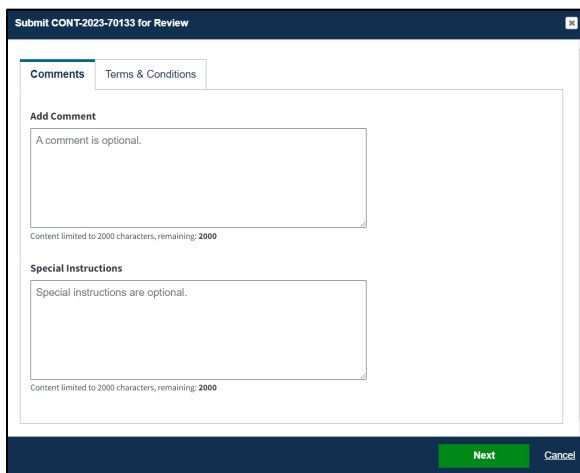 Submit CONT-2023-70133 for Review
Comments
Terms & Conditions
Add Comment
A comment is optional.
Content limited to 2000 characters, remaining: 2000
Special Instructions
Special instructions are optional.
Content limited to 2000 characters, remaining: 2000
Next
Cancel